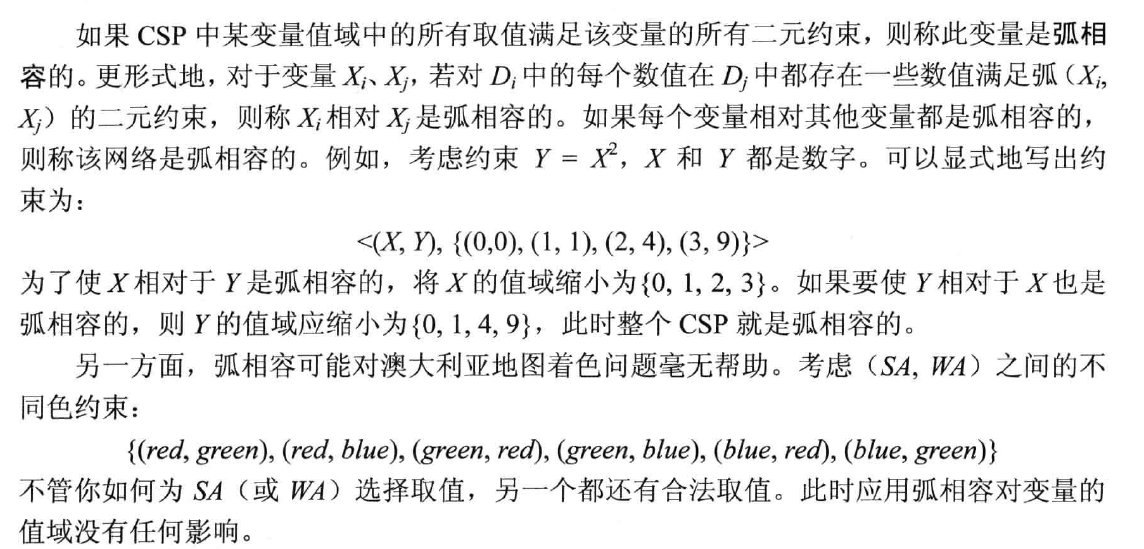 如果 CSP 中某变量值域中的所有取值满足该变量的所有二元约束，则称此变量是弧相
容的。更形式地，对于变量 Xi、Xj，若对 Di 中的每个数值在 Dj 中都存在一些数值满足弧（Xi,
Xj）的二元约束，则称 Xi 相对 Xj 是弧相容的。如果每个变量相对其他变量都是弧相容的，
则称该网络是弧相容的。例如，考虑约束 Y = X²，X 和 Y 都是数字。可以显式地写出约
束为：
<(X, Y), {(0,0), (1, 1), (2, 4), (3, 9)}>
为了使 X 相对于 Y 是弧相容的，将 X 的值域缩小为{0, 1, 2, 3}。如果要使 Y 相对于 X 也是
弧相容的，则 Y 的值域应缩小为{0, 1, 4, 9}，此时整个 CSP 就是弧相容的。
另一方面，弧相容可能对澳大利亚地图着色问题毫无帮助。考虑（SA, WA）之间的不
同色约束：
{(red, green), (red, blue), (green, red), (green, blue), (blue, red), (blue, green)}
不管你如何为 SA（或 WA）选择取值，另一个都还有合法取值。此时应用弧相容对变量的
值域没有任何影响。